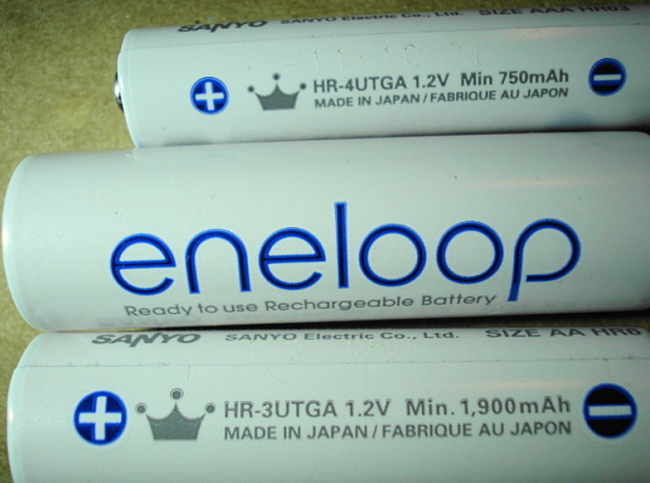 SANYO SANYO Electric Co., Ltd. SIZE AAA HR03
HR-4UTGA 1.2V Min 750mAh
MADE IN JAPAN / FABRIQUE AU JAPON
eneloop
Ready to use Rechargeable Battery
SANYO SANYO Electric Co., Ltd. SIZE AA HR6
HR-3UTGA 1.2V Min. 1,900mAh
MADE IN JAPAN / FABRIQUE AU JAPON